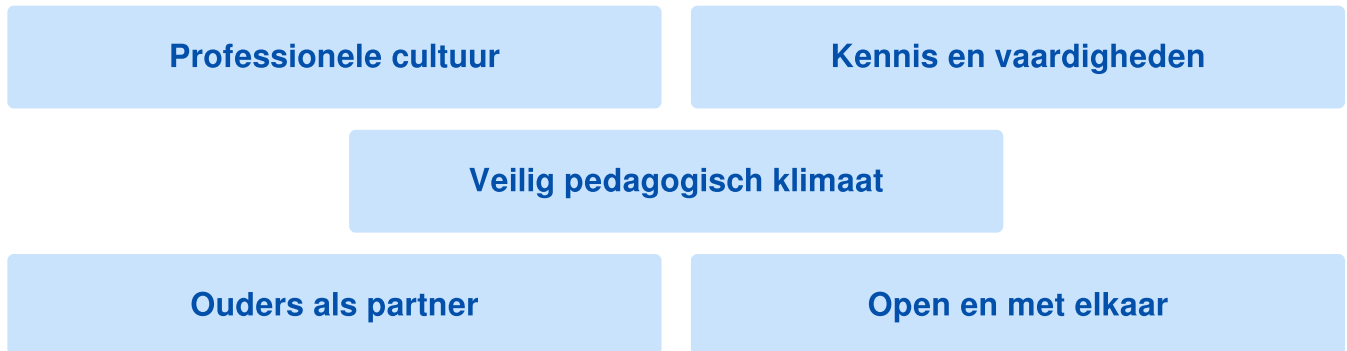 Professionele cultuur
Kennis en vaardigheden
Veilig pedagogisch klimaat
Ouders als partner
Open en met elkaar